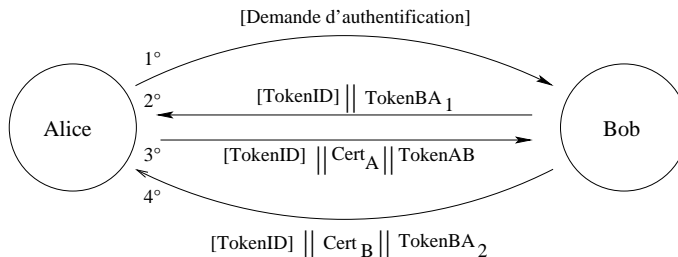 [Demande d'authentification]
1°
2°
[TokenID] || TokenBA1
Alice
Bob
3°
[TokenID] ||CertA||TokenAB
4°
[TokenID] || CertB || TokenBA2